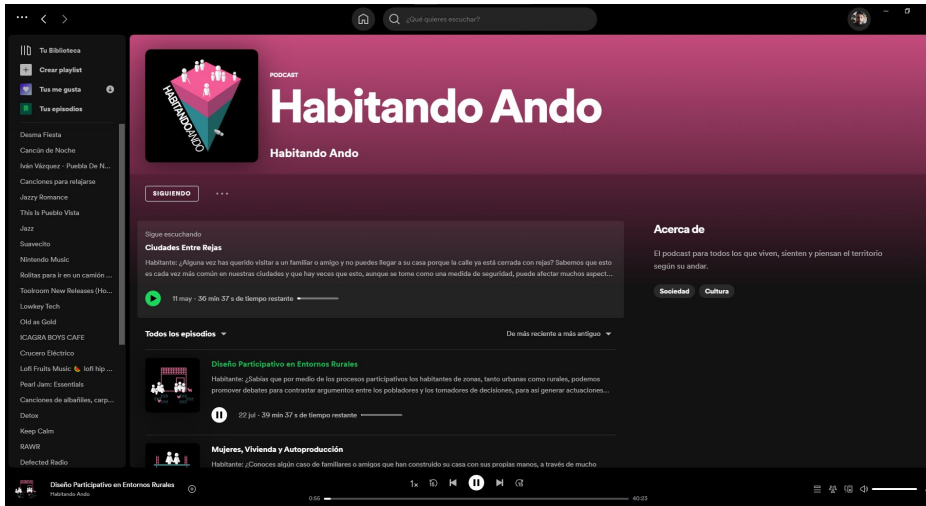 ¿Qué quieres escuchar?
Tu Biblioteca
Crear playlist
Tus me gusta
Tus episodios
Desma Fiesta
Cancún de Noche
Iván Vázquez - Puebla De N...
Canciones para relajarse
Jazzy Romance
This Is Pueblo Vista
Jazz
Suavecito
Nintendo Music
Rolitas para ir en un camión ...
Toolroom New Releases (Ho...
Lowkey Tech
Old as Gold
ICAGRA BOYS CAFE
Crucero Eléctrico
Lofi Fruits Music 🍓 lofi hip ...
Pearl Jam: Essentials
Canciones de albañiles, carp...
Detox
Keep Calm
RAWR
Defected Radio
HABITANDO ANDO
PODCAST
Habitando Ando
Habitando Ando
SIGUIENDO
Sigue escuchando
Ciudades Entre Rejas
Habitante: ¿Alguna vez has querido visitar a un familiar o amigo y no puedes llegar a su casa porque la calle ya está cerrada con rejas? Sabemos que esto
es cada vez más común en nuestras ciudades y que hay veces que esto, aunque se tome como una medida de seguridad, puede afectar muchos aspect...
11 may · 36 min 37 s de tiempo restante
Todos los episodios
De más reciente a más antiguo
Diseño Participativo en Entornos Rurales
Habitante: ¿Sabías que por medio de los procesos participativos los habitantes de zonas, tanto urbanas como rurales, podemos
promover debates para contrastar argumentos entre los pobladores y los tomadores de decisiones, para así generar actuaciones...
22 jul · 39 min 37 s de tiempo restante
Mujeres, Vivienda y Autoproducción
Habitante: ¿Conoces algún caso de familiares o amigos que han construido su casa con sus propias manos, a través de mucho
Acerca de
El podcast para todos los que viven, sienten y piensan el territorio
según su andar.
Sociedad
Cultura
Diseño Participativo en Entornos Rurales
Habitando Ando
1x
15
15
0:55
40:23